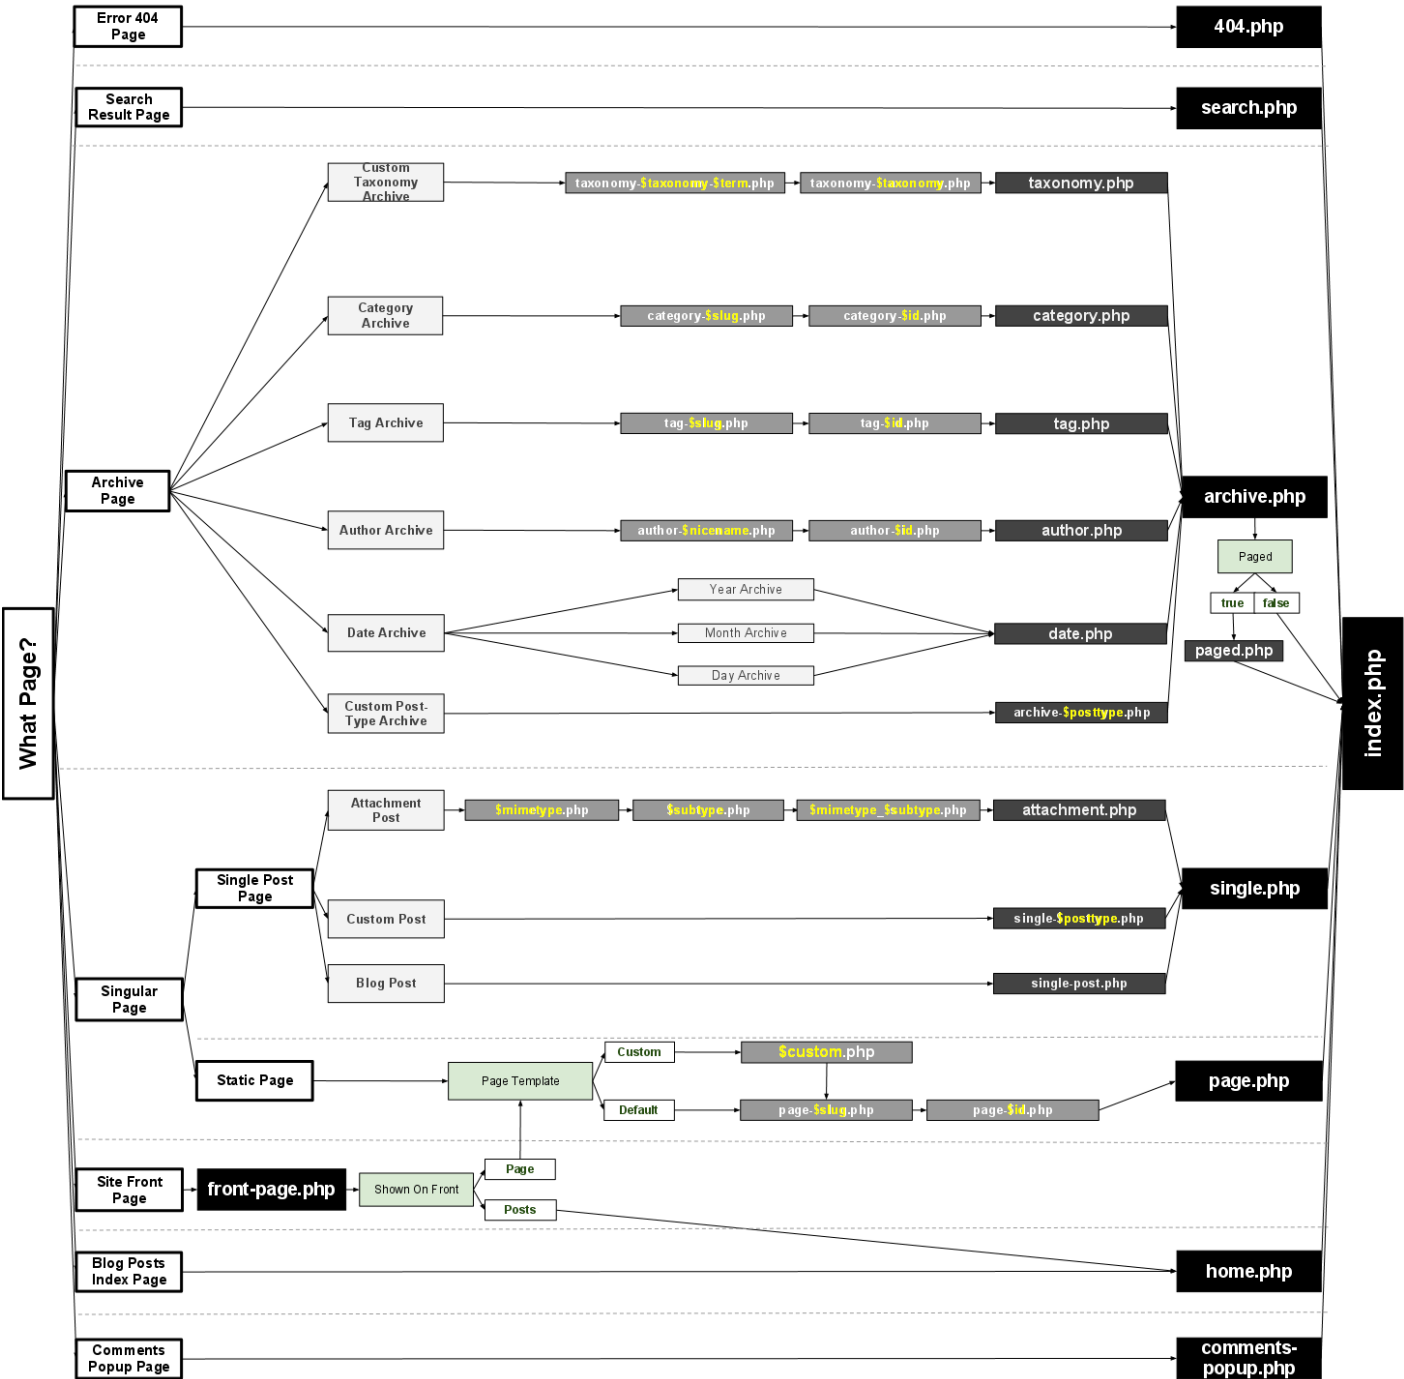 Error 404
Page
404.php
Search
Result Page
search.php
Custom
Taxonomy
Archive
taxonomy-$taxonomy-$term.php
taxonomy-$taxonomy.php
taxonomy.php
Category
Archive
category-$slug.php
category-$id.php
category.php
Tag Archive
tag-$slug.php
tag-$id.php
tag.php
Archive
Page
archive.php
Author Archive
author-$nicename.php
author-$id.php
author.php
Paged
true
false
paged.php
Date Archive
Year Archive
Month Archive
Day Archive
date.php
What Page?
index.php
Custom Post-
Type Archive
archive-$posttype.php
Attachment
Post
$mimetype.php
$subtype.php
$mimetype_$subtype.php
attachment.php
Single Post
Page
single.php
Custom Post
single-$posttype.php
Blog Post
single-post.php
Singular
Page
Static Page
Page Template
Custom
$custom.php
Default
page-$slug.php
page-$id.php
page.php
Site Front
Page
front-page.php
Shown On Front
Page
Posts
Blog Posts
Index Page
home.php
Comments
Popup Page
comments-
popup.php